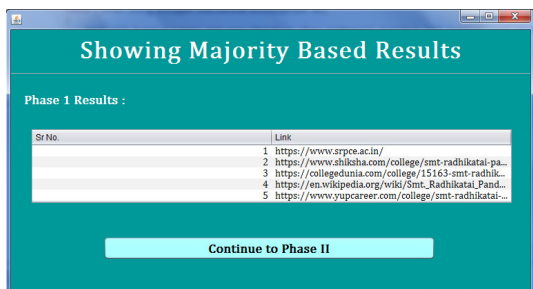 Showing Majority Based Results
Phase 1 Results :
Sr No. Link
1 https://www.srpce.ac.in/
2 https://www.shiksha.com/college/smt-radhikatai-pa...
3 https://collegedunia.com/college/15163-smt-radhik...
4 https://en.wikipedia.org/wiki/Smt._Radhikatai_Pand...
5 https://www.yupcareer.com/college/smt-radhikatai-...
Continue to Phase II